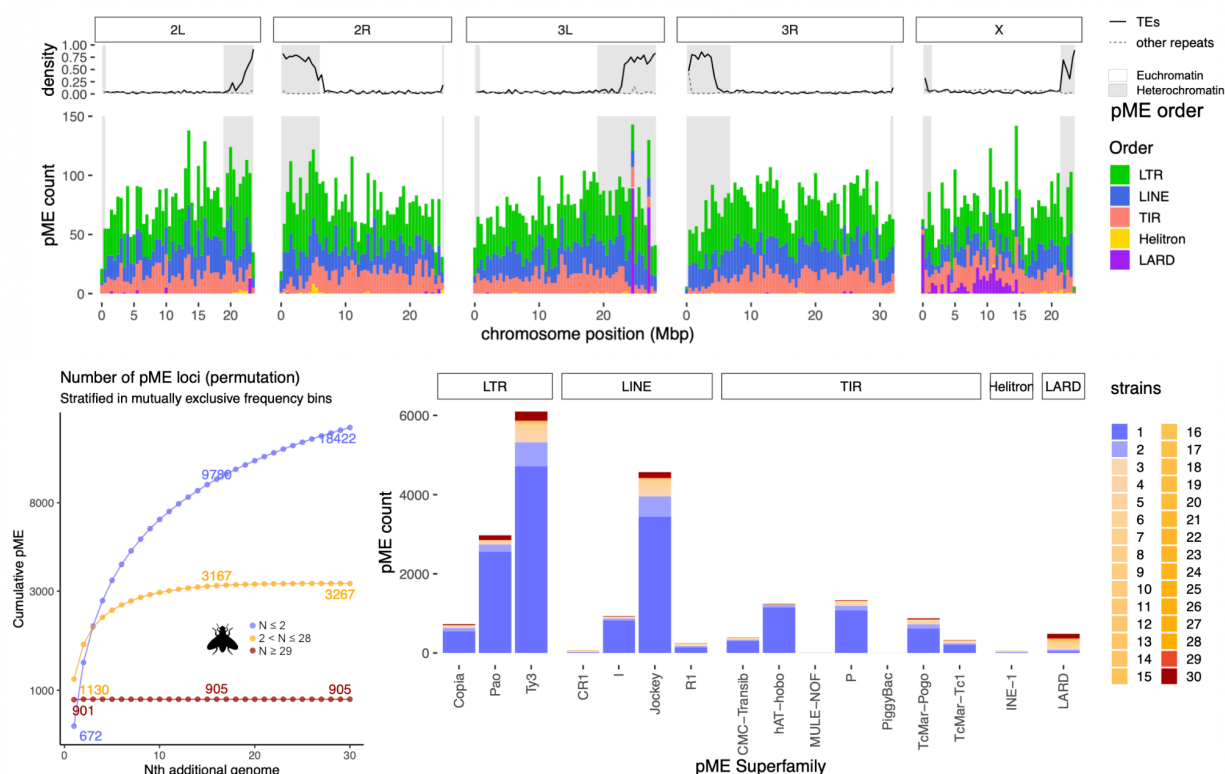 2L 2R 3L 3R X
TEs
other repeats
Euchromatin
Heterochromatin
density
1.00
0.75
0.50
0.25
0.00
pME order
Order
LTR
LINE
TIR
Helitron
LARD
pME count
150
100
50
0
0 5 10 15 20 0 10 20 0 10 20 0 10 20 30 0 5 10 15 20
chromosome position (Mbp)
Number of pME loci (permutation)
Stratified in mutually exclusive frequency bins
Cumulative pME
8000
3000
1000
18422
9780
3167
3267
1130
905
905
901
672
N ≤ 2
2 < N ≤ 28
N ≥ 29
0 10 20 30
Nth additional genome
LTR LINE TIR Helitron LARD
pME count
6000
4000
2000
0
Copia Pao Ty3 CR1 I Jockey R1 CMC−Transib hAT−hobo MULE−NOF P PiggyBac TcMar−Pogo TcMar−Tc1 INE−1 LARD
pME Superfamily
strains
1 16
2 17
3 18
4 19
5 20
6 21
7 22
8 23
9 24
10 25
11 26
12 27
13 28
14 29
15 30